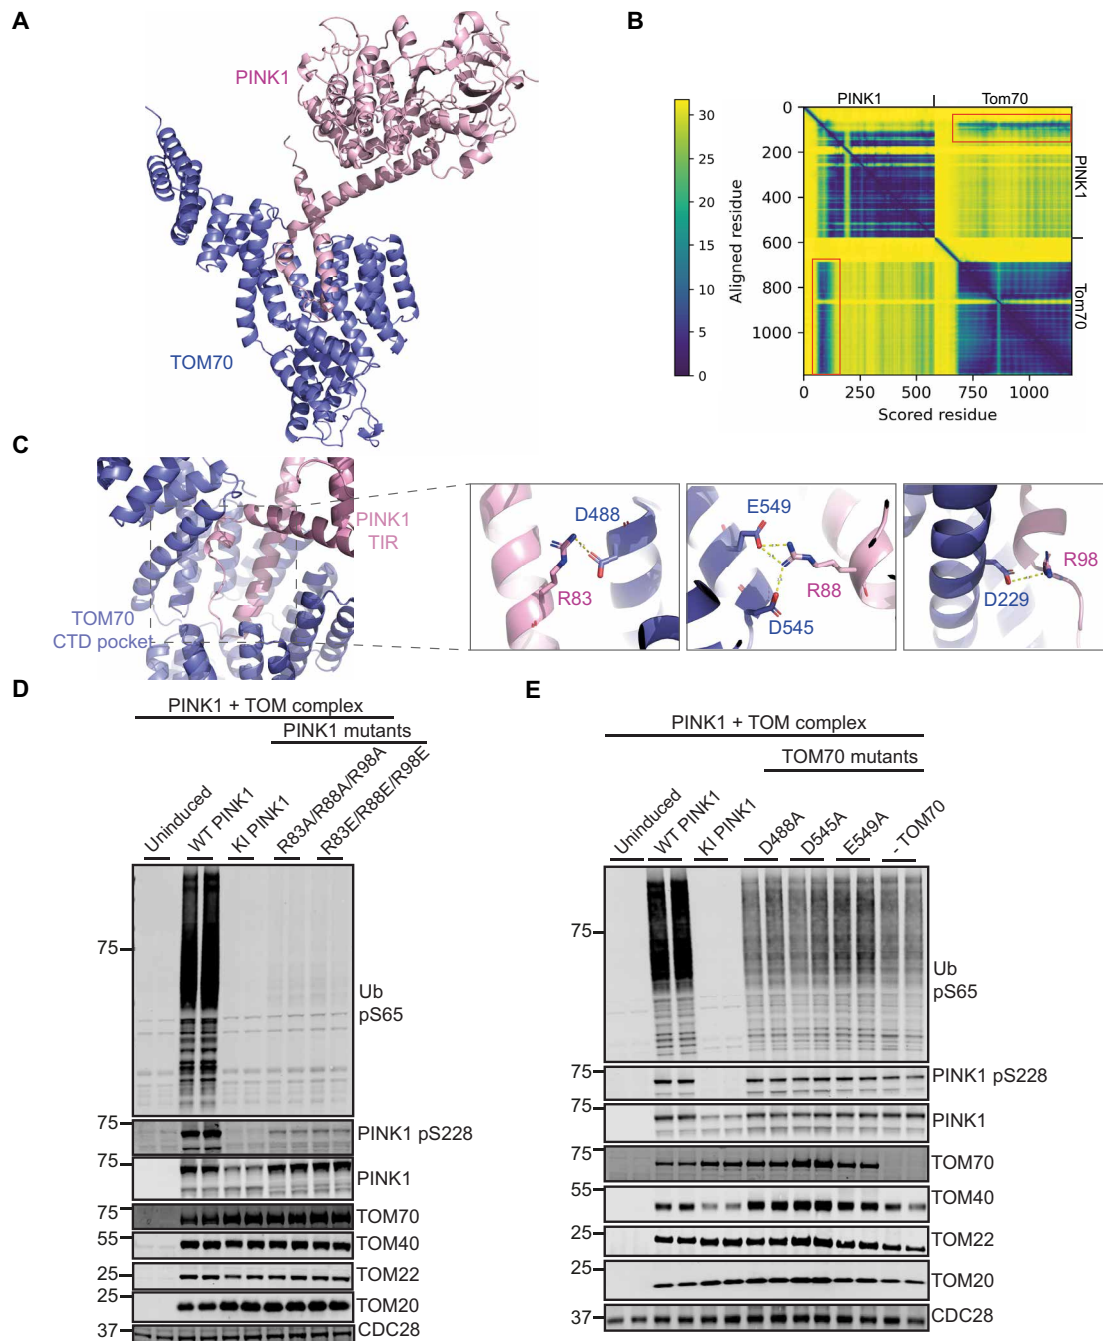 A
PINK1
TOM70
B
PINK1 Tom70
30
25
20
15
10
5
0
0
200
400
600
800
1000
Aligned residue
PINK1
Tom70
0 250 500 750 1000
Scored residue
C
PINK1
TIR
TOM70
CTD pocket
D488
R83
E549
R88
D545
R98
D229
D
PINK1 + TOM complex
PINK1 mutants
Uninduced
WT PINK1
KI PINK1
R83A/R88A/R98A
R83E/R88E/R98E
75
Ub
pS65
75
PINK1 pS228
75
PINK1
75
TOM70
55
TOM40
25
TOM22
25
TOM20
37
CDC28
E
PINK1 + TOM complex
TOM70 mutants
Uninduced
WT PINK1
KI PINK1
D488A
D545A
E549A
- TOM70
75
Ub
pS65
75
PINK1 pS228
75
PINK1
75
TOM70
55
TOM40
25
TOM22
25
TOM20
37
CDC28